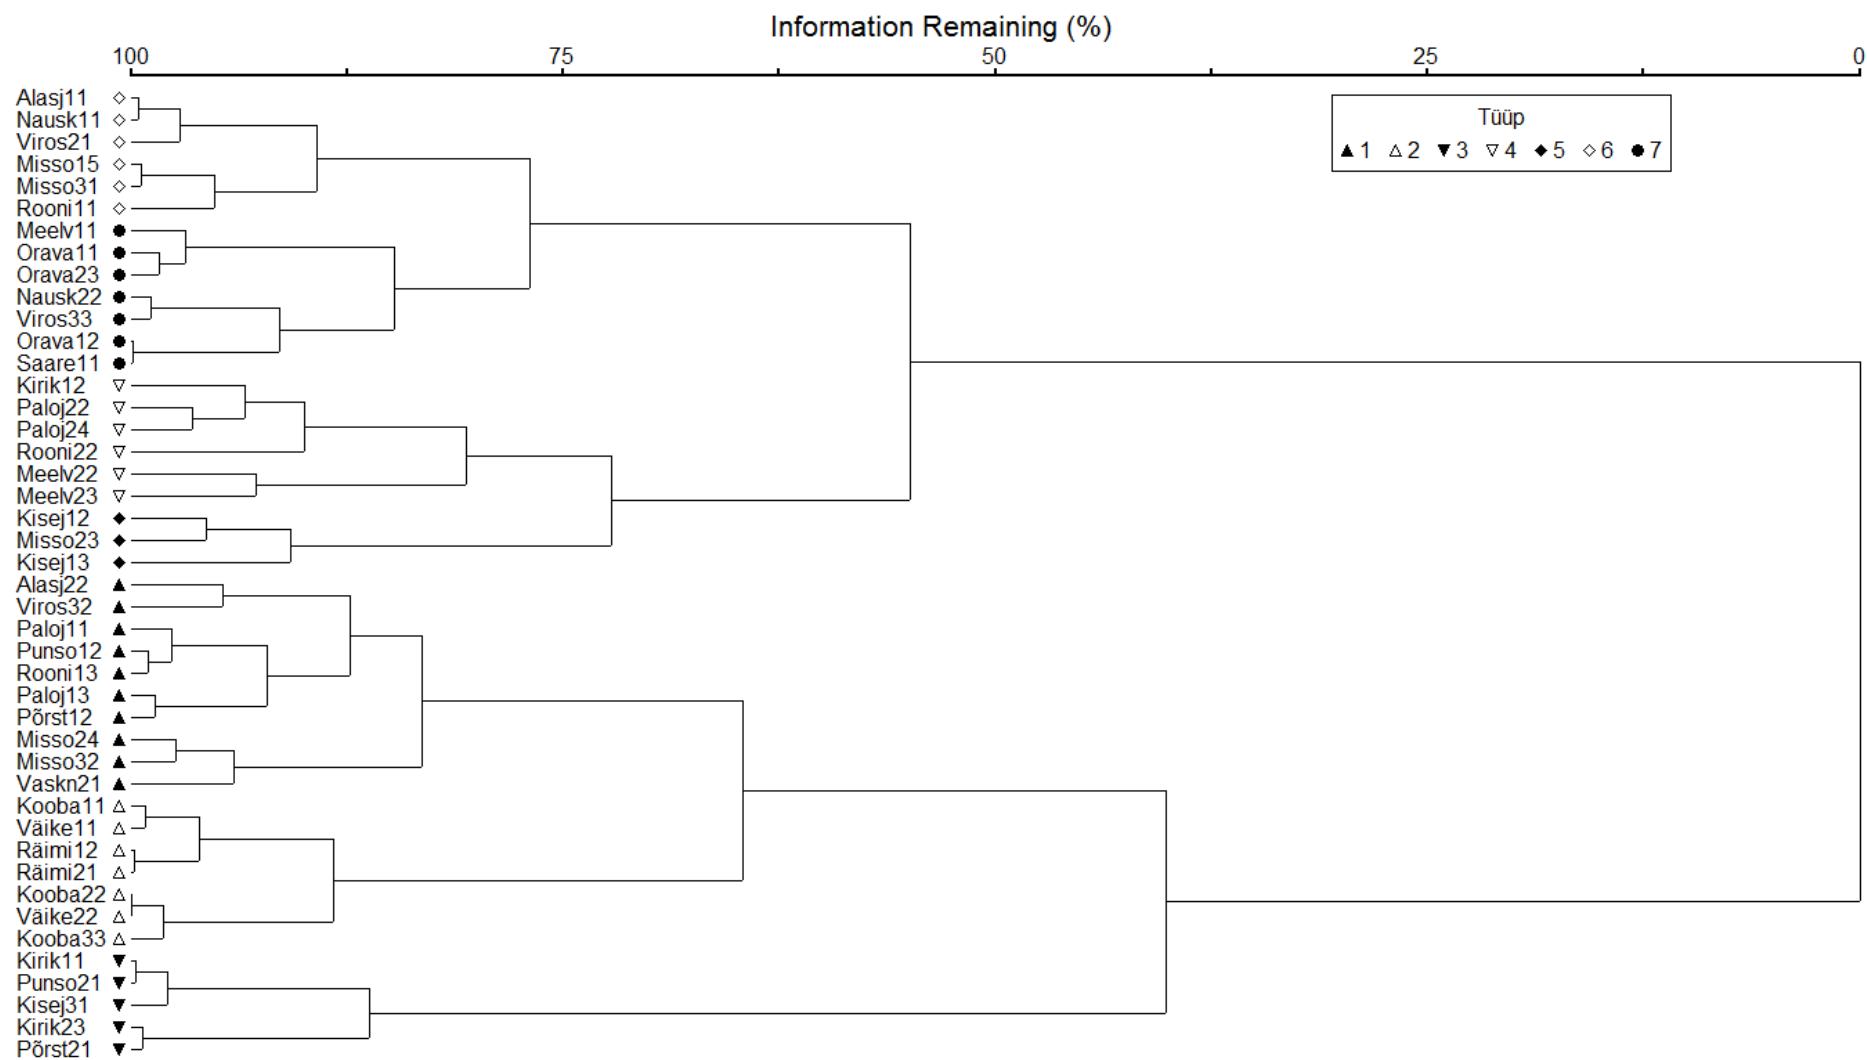 Information Remaining (%)
100 75 50 25 0
Tüüp
1 2 3 4 5 6 7
Alasj11
Nausk11
Viros21
Misso15
Misso31
Rooni11
Meelv11
Orava11
Orava23
Nausk22
Viros33
Orava12
Saare11
Kirik12
Paloj22
Paloj24
Rooni22
Meelv22
Meelv23
Kisej12
Misso23
Kisej13
Alasj22
Viros32
Paloj11
Punso12
Rooni13
Paloj13
Põrst12
Misso24
Misso32
Vaskn21
Kooba11
Väike11
Räimi12
Räimi21
Kooba22
Väike22
Kooba33
Kirik11
Punso21
Kisej31
Kirik23
Põrst21